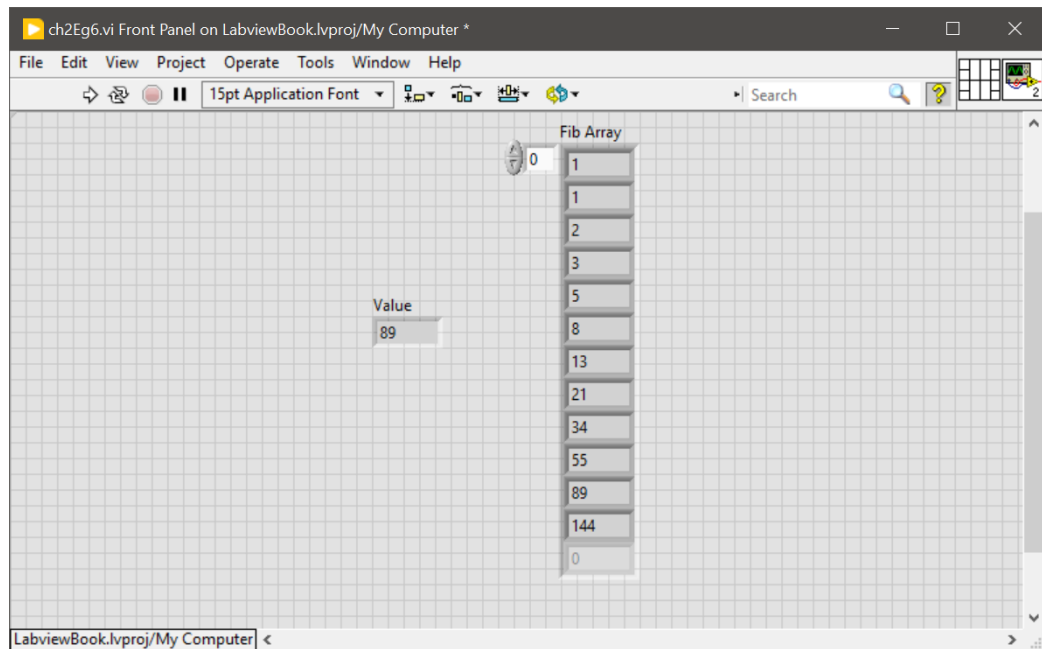 ch2Eg6.vi Front Panel on LabviewBook.lvproj/My Computer *
File Edit View Project Operate Tools Window Help
15pt Application Font Search ? 2
Fib Array
0 1
1
2
3
5
Value
89 8
13
21
34
55
89
144
0
LabviewBook.lvproj/My Computer